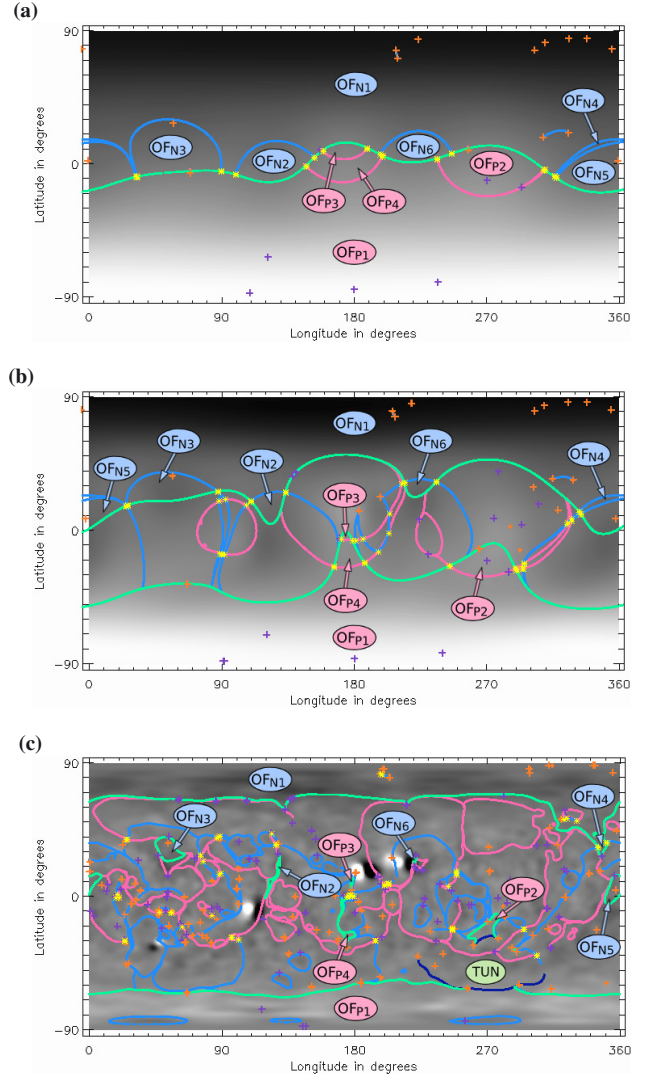 (a)
90
OFN1
OFN4
OFN3
OFN2
OFN6
OFP2
OFN5
0
OFP3
OFP4
OFP1
−90
Latitude in degrees
0
90
180
270
360
Longitude in degrees
(b)
90
OFN1
OFN3
OFN6
OFN5
OFN2
OFN4
OFP3
0
OFP4
OFP2
OFP1
−90
Latitude in degrees
0
90
180
270
360
Longitude in degrees
(c)
90
OFN1
OFN3
OFN4
OFN6
OFP3
OFN2
OFP2
0
OFN5
OFP4
TUN
OFP1
−90
Latitude in degrees
0
90
180
270
360
Longitude in degrees